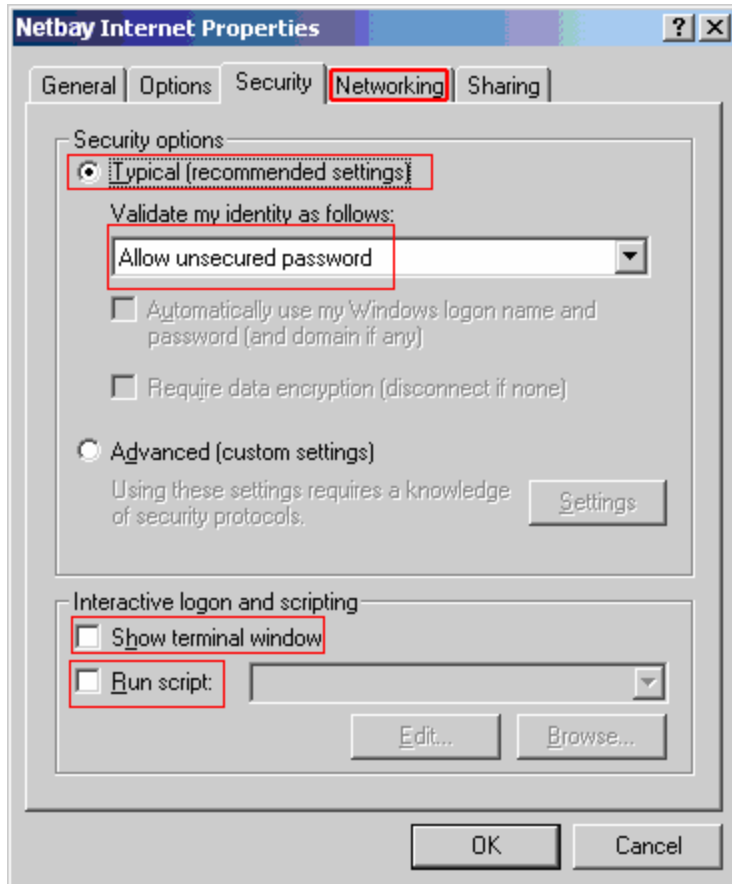 Netbay Internet Properties
General Options Security Networking Sharing
Security options
Typical (recommended settings)
Validate my identity as follows:
Allow unsecured password
Automatically use my Windows logon name and
password (and domain if any)
Require data encryption (disconnect if none)
Advanced (custom settings)
Using these settings requires a knowledge
of security protocols.
Settings
Interactive logon and scripting
Show terminal window
Run script:
Edit... Browse...
OK Cancel